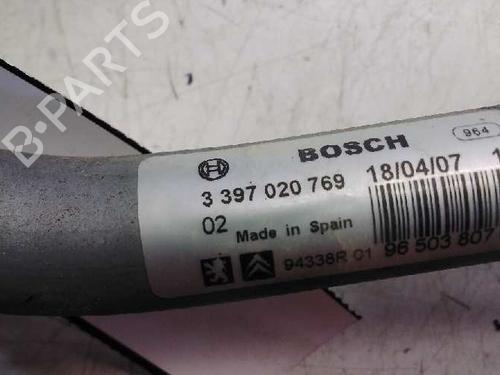 B-PARTS
964
BOSCH
3 397 020 769
18/04/07
02
Made in Spain
94338R 01
96 503 807